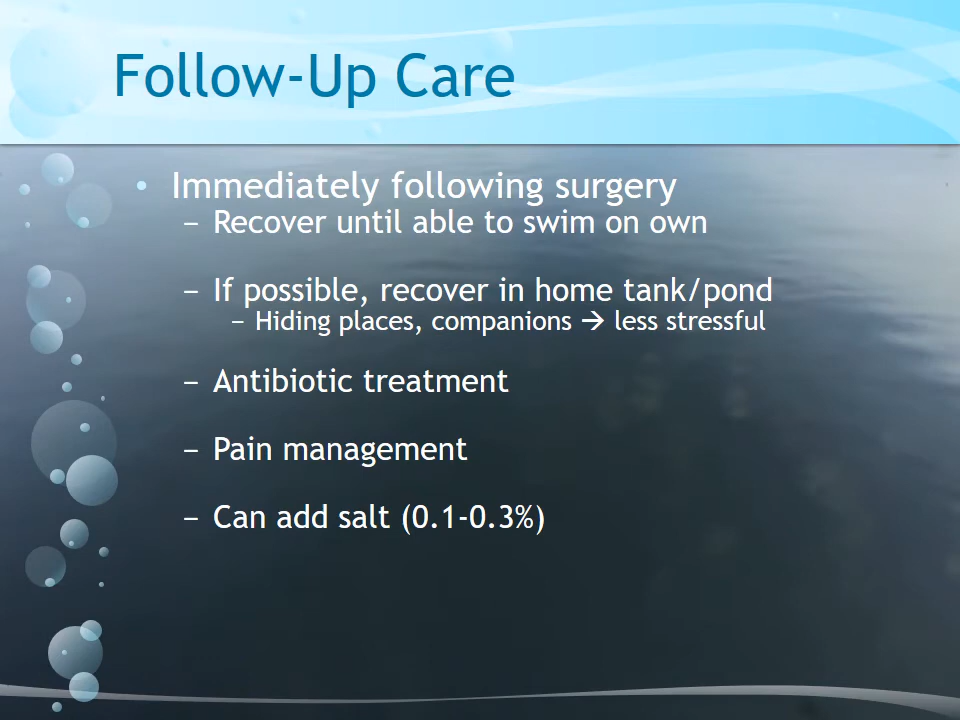 Follow-Up Care
• Immediately following surgery
– Recover until able to swim on own
– If possible, recover in home tank/pond
– Hiding places, companions → less stressful
– Antibiotic treatment
– Pain management
– Can add salt (0.1-0.3%)